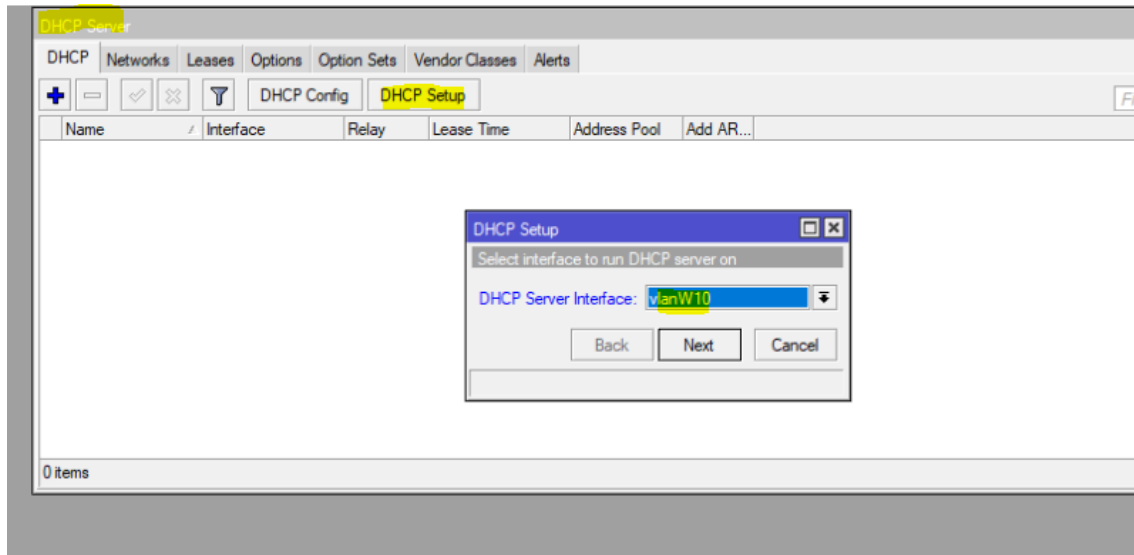 DHCP Server
DHCP Networks Leases Options Option Sets Vendor Classes Alerts
DHCP Config DHCP Setup
Name Interface Relay Lease Time Address Pool Add AR...
DHCP Setup
Select interface to run DHCP server on
DHCP Server Interface: vlanW10
Back Next Cancel
0 items